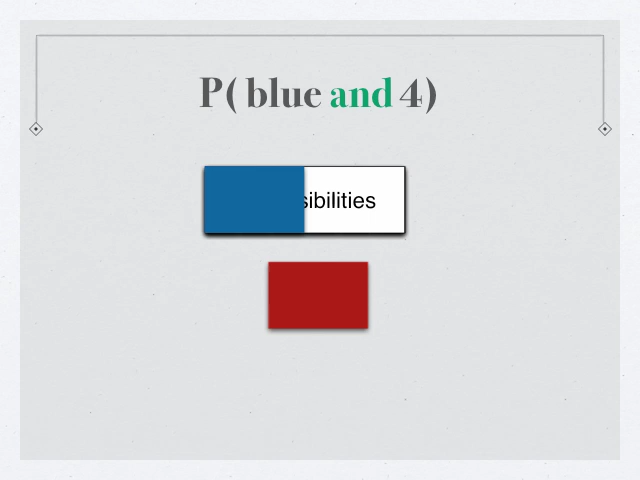 P( blue and 4)
sibilities